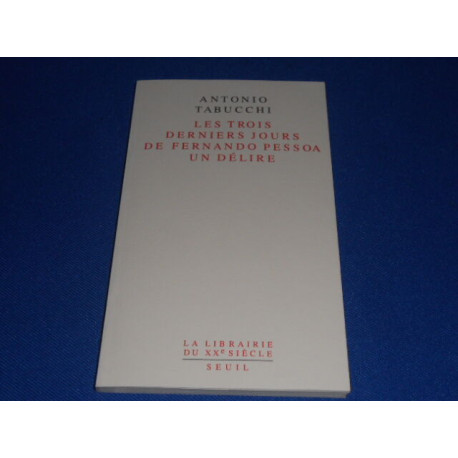 ANTONIO
TABUCCHI
LES TROIS
DERNIERS JOURS
DE FERNANDO PESSOA
UN DÉLIRE
LA LIBRAIRIE
DU XXe SIÈCLE
SEUIL